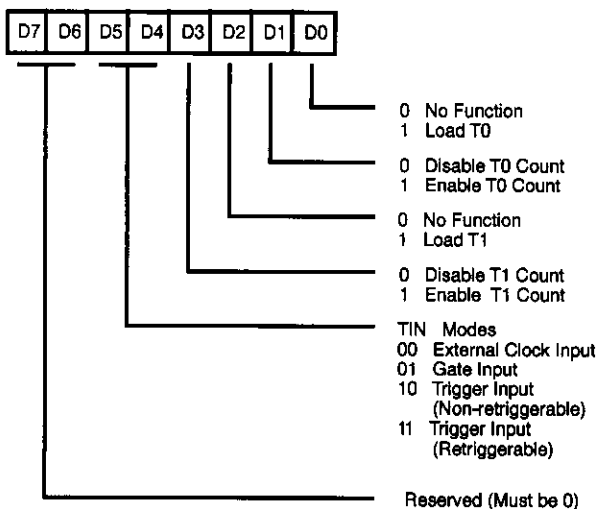 D7 D6 D5 D4 D3 D2 D1 D0
0 No Function
1 Load T0
0 Disable T0 Count
1 Enable T0 Count
0 No Function
1 Load T1
0 Disable T1 Count
1 Enable T1 Count
TIN Modes
00 External Clock Input
01 Gate Input
10 Trigger Input
(Non-retriggerable)
11 Trigger Input
(Retriggerable)
Reserved (Must be 0)